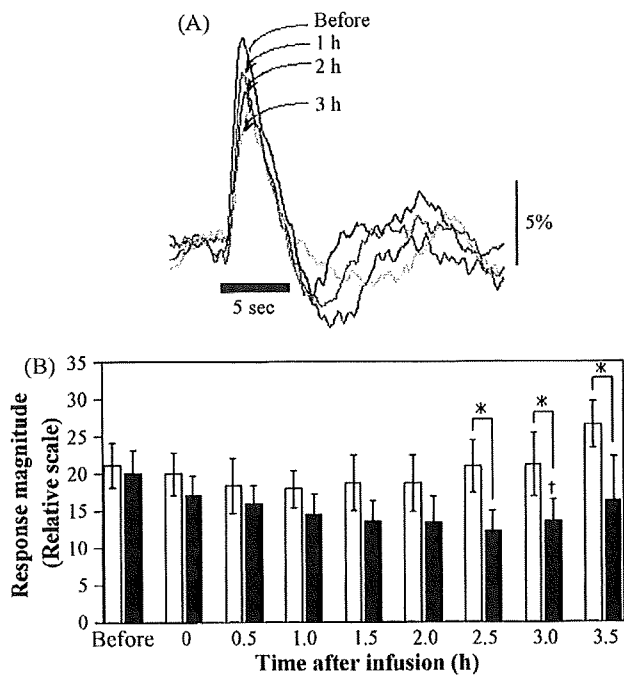 (A)
Before
1 h
2 h
3 h
5%
5 sec
(B)
Response magnitude
(Relative scale)
35
30
25
20
15
10
5
0
* * *
†
Before 0 0.5 1.0 1.5 2.0 2.5 3.0 3.5
Time after infusion (h)